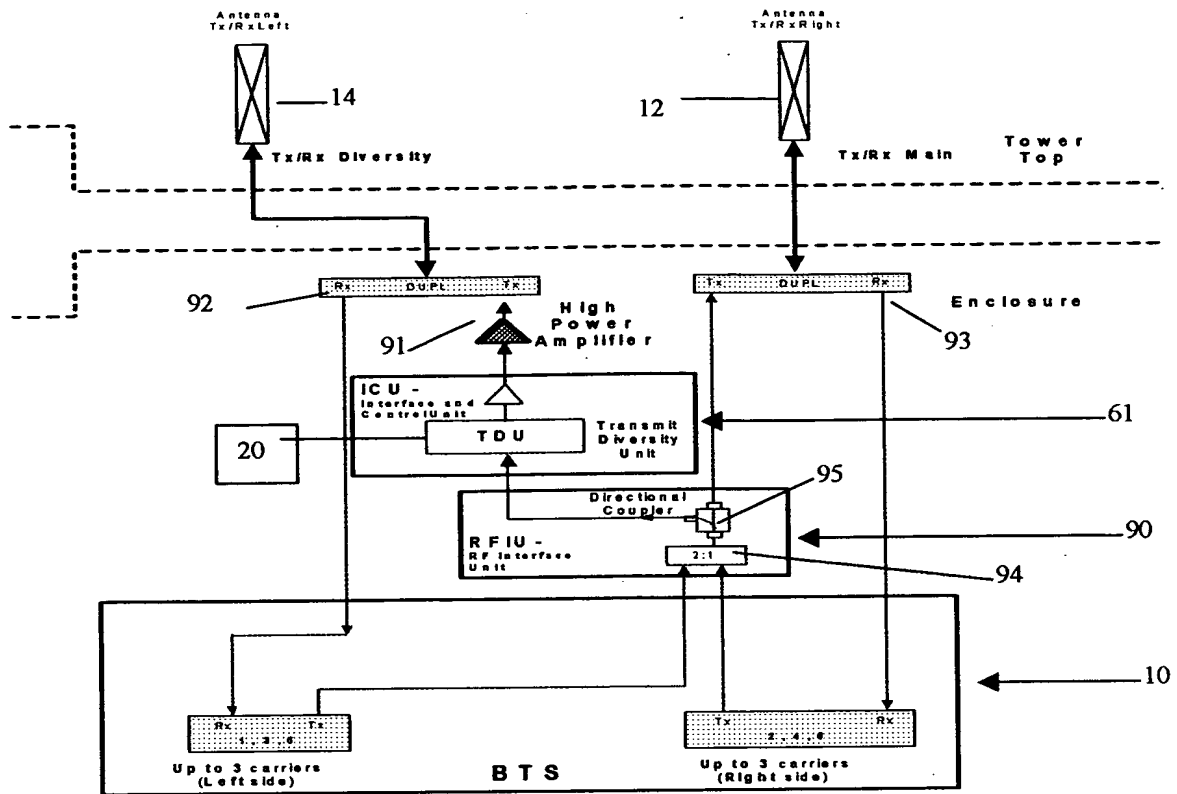 Antenna
Tx/RxLeft
Antenna
Tx/RxRight
14
12
Tx/Rx Diversity
Tx/Rx Main
Tower
Top
Rx DUPL Tx
Tx DUPL Rx
92
Enclosure
93
91
High
Power
Amplifier
ICU -
Interface and
ControlUnit
61
TDU
Transmit
Diversity
Unit
20
Directional
Coupler
95
RFIU -
RF Interface
Unit
90
2:1
94
10
Rx Tx
Tx Rx
2,4,6
Up to 3 carriers
(Left side)
Up to 3 carriers
(Right side)
BTS